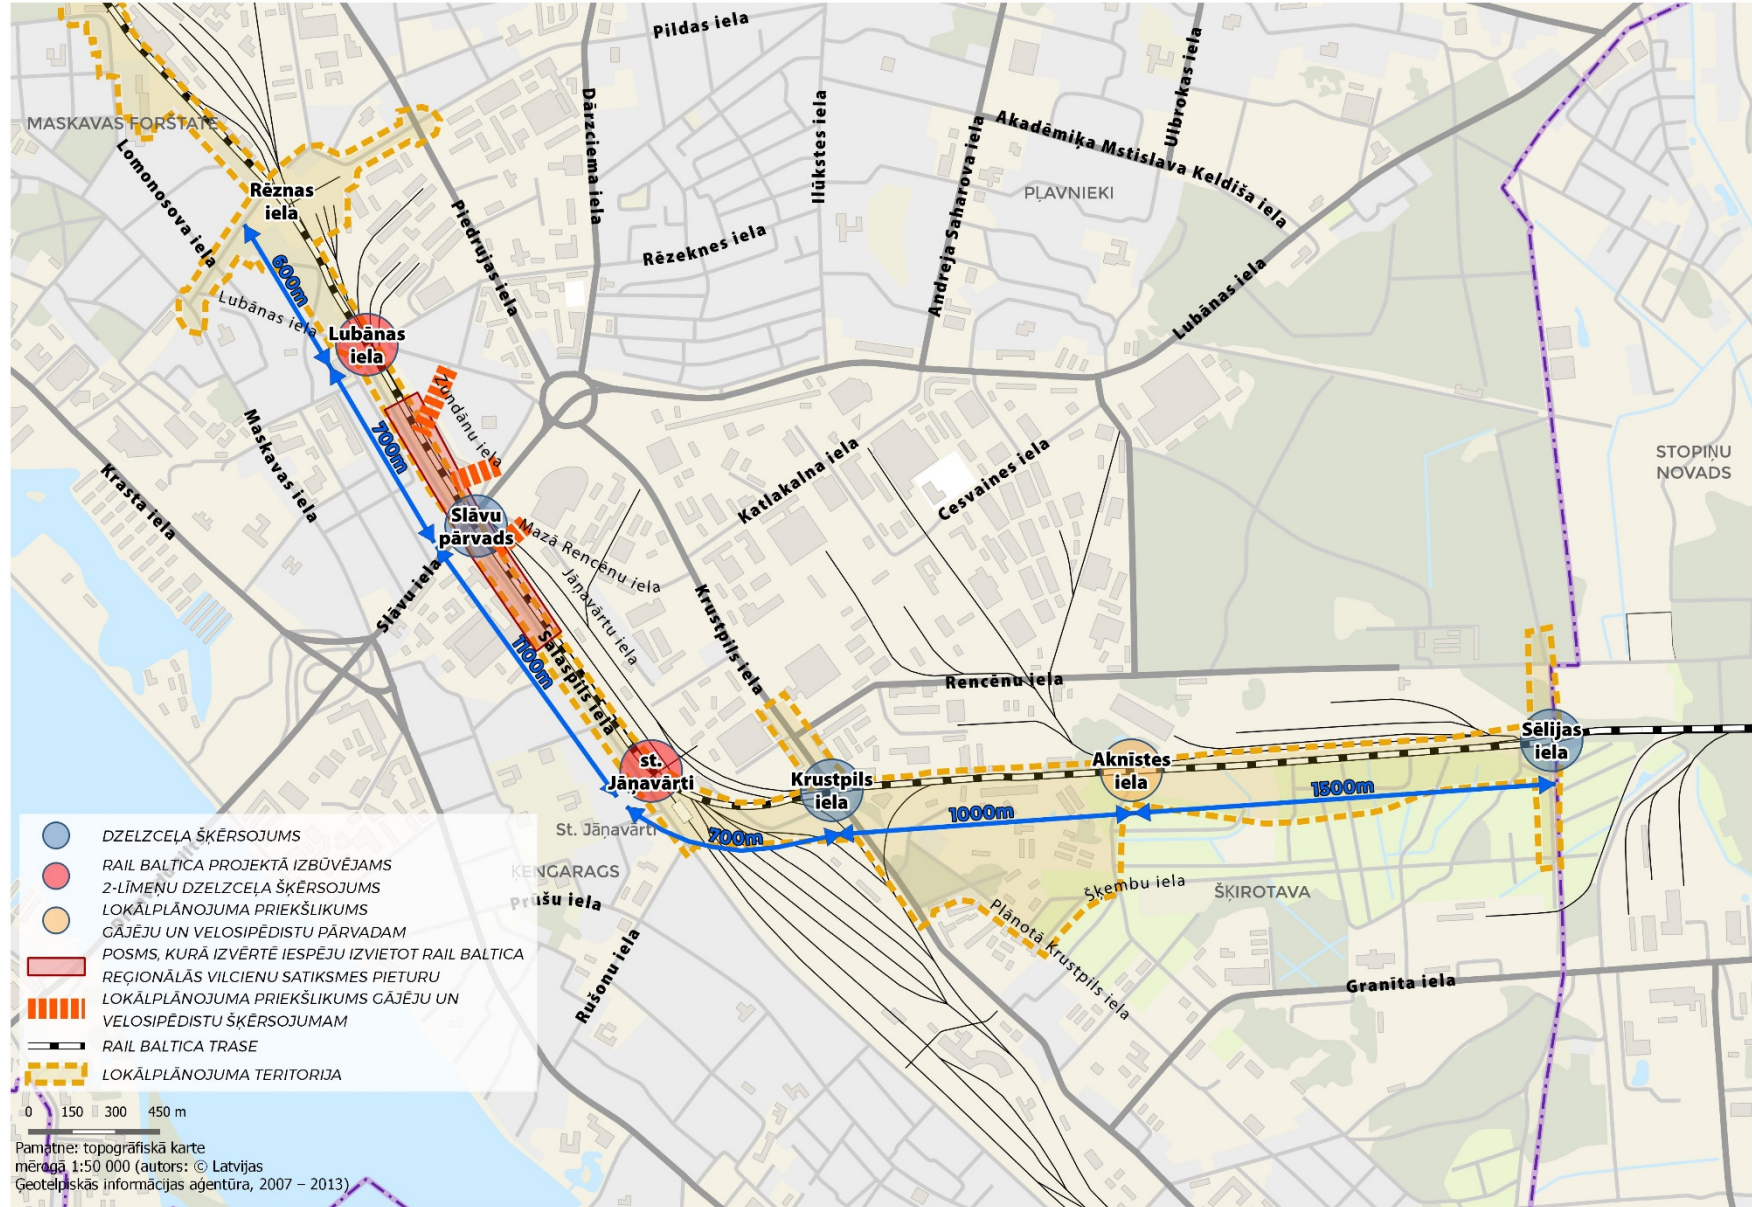 Pildas iela
Ulbrokas iela
Dārzciema iela
Ilūkstes iela
MASKAVAS FORŠTATE
Akadēmiķa Mstislava Keldiša iela
Lomonosova iela
Andreja Saharova iela
Rēznas
iela
PĻAVNIEKI
Piedrujas iela
Rēzeknes iela
600m
Lubānas iela
Lubānas iela
Lubānas
iela
Zundānu iela
Maskavas iela
700m
Krasta iela
Katlakalna iela
Cesvaines iela
STOPIŅU
NOVADS
Slāvu
pārvads
Mazā Rencēnu iela
Slāvu iela
Jāņavārtu iela
Krustpils iela
1100m
Salaspils iela
Rencēnu iela
Sēlijas
iela
st.
Jāņavārti
Krustpils
iela
Aknīstes
iela
1500m
1000m
700m
St. Jāņavārti
ĶENGARAGS
Prūšu iela
Šķembu iela
ŠĶIROTAVA
Plānotā Krustpils iela
Rušonu iela
Granīta iela
DZELZCEĻA ŠĶĒRSOJUMS
RAIL BALTICA PROJEKTĀ IZBŪVĒJAMS
2-LĪMEŅU DZELZCEĻA ŠĶĒRSOJUMS
LOKĀLPLĀNOJUMA PRIEKŠLIKUMS
GĀJĒJU UN VELOSIPĒDISTU PĀRVADAM
POSMS, KURĀ IZVĒRTĒ IESPĒJU IZVIETOT RAIL BALTICA
REĢIONĀLĀS VILCIENU SATIKSMES PIETURU
LOKĀLPLĀNOJUMA PRIEKŠLIKUMS GĀJĒJU UN
VELOSIPĒDISTU ŠĶĒRSOJUMAM
RAIL BALTICA TRASE
LOKĀLPLĀNOJUMA TERITORIJA
0 150 300 450 m
Pamatne: topogrāfiskā karte
mērogā 1:50 000 (autors: © Latvijas
Ģeotelpiskās informācijas aģentūra, 2007 – 2013)